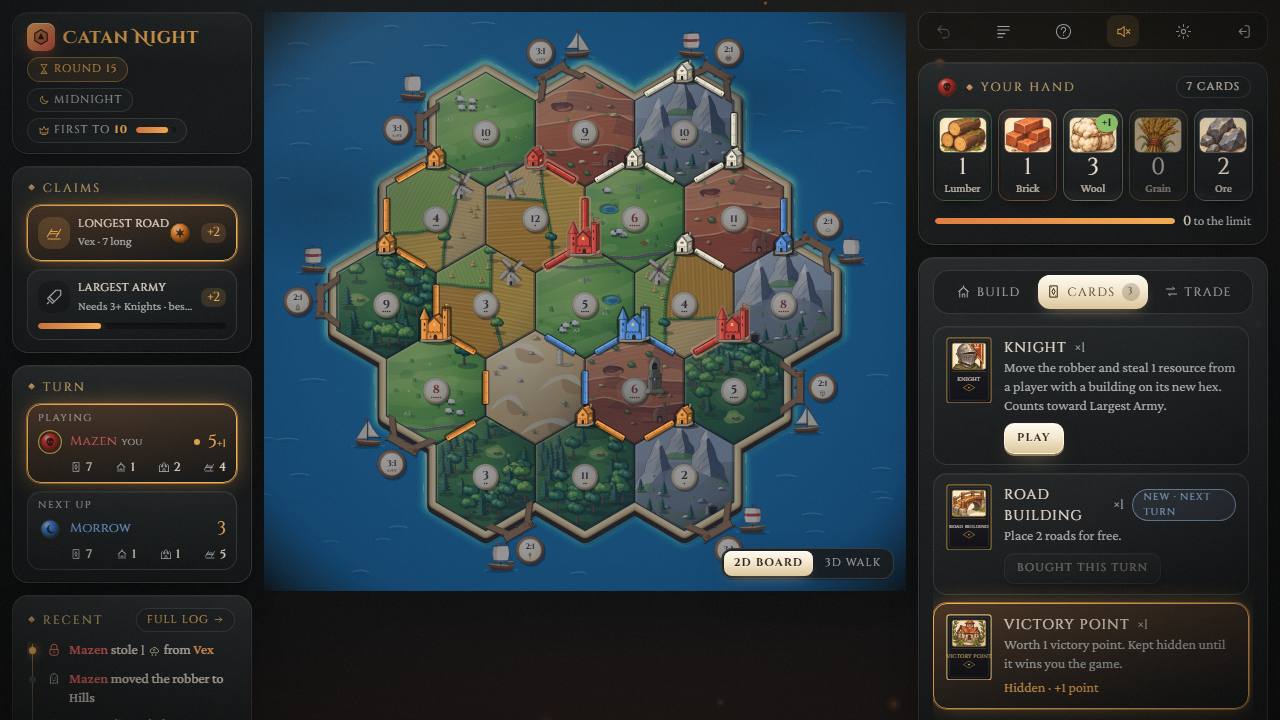 CATAN NIGHT
ROUND 15
MIDNIGHT
FIRST TO 10
CLAIMS
LONGEST ROAD
Vex · 7 long
+2
LARGEST ARMY
Needs 3+ Knights · bes...
+2
TURN
PLAYING
MAZEN YOU
5+1
7 1 2 4
NEXT UP
MORROW
3
7 1 1 5
RECENT
FULL LOG →
Mazen stole 1 from Vex
Mazen moved the robber to
Hills
3:1
2:1
10 9 10
3:1
4 12 6 11
2:1
2:1
9 3 5 4 8
8 6 5
2:1
3:1
3 11 2
2:1
2D BOARD
3D WALK
YOUR HAND
7 CARDS
+1
1 1 3 0 2
Lumber Brick Wool Grain Ore
0 to the limit
BUILD
CARDS 3
TRADE
KNIGHT ×1
KNIGHT
Move the robber and steal 1 resource from
a player with a building on its new hex.
Counts toward Largest Army.
PLAY
ROAD
BUILDING
×1
NEW · NEXT
TURN
ROAD BUILDING
Place 2 roads for free.
BOUGHT THIS TURN
VICTORY POINT ×1
VICTORY POINT
Worth 1 victory point. Kept hidden until
it wins you the game.
Hidden · +1 point